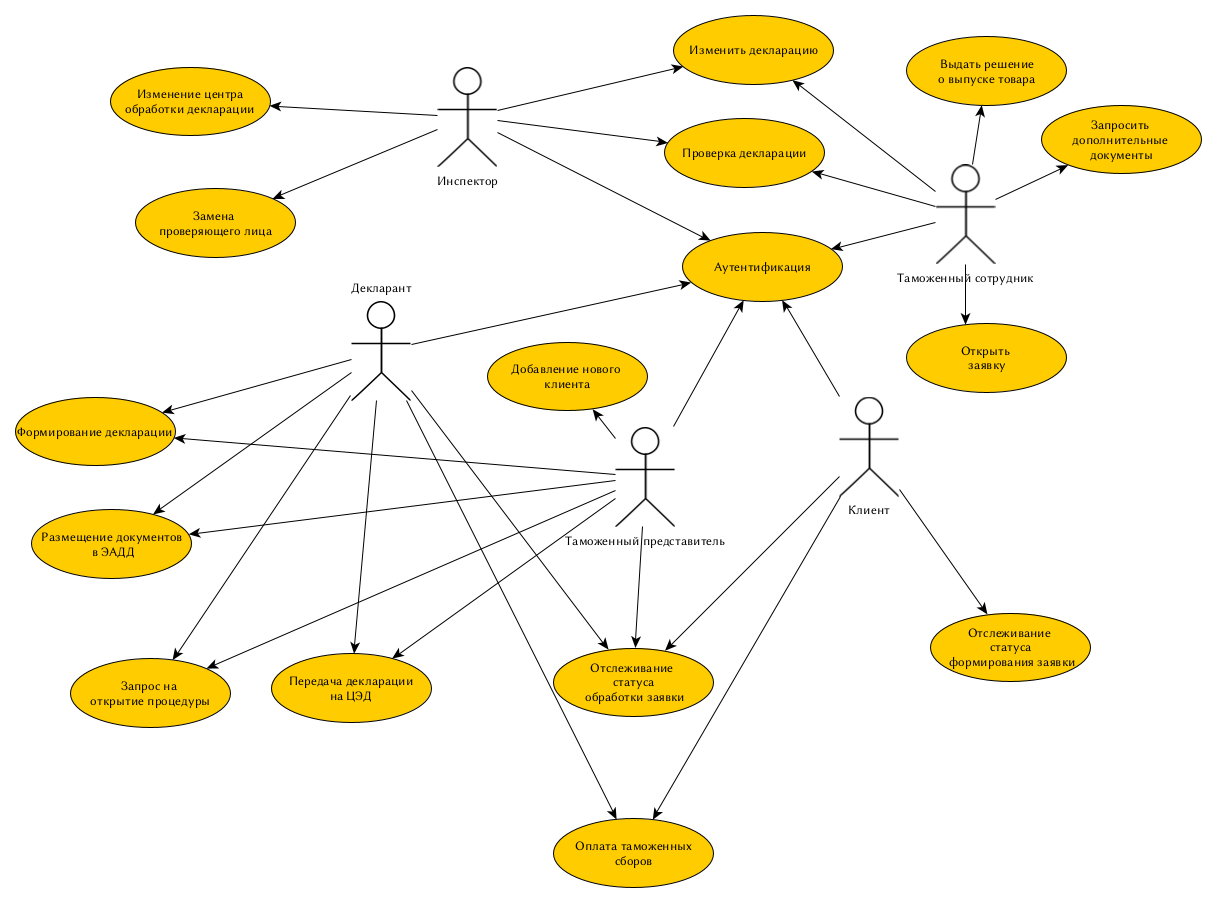 Изменить декларацию
Выдать решение
о выпуске товара
Изменение центра
обработки декларации
Запросить
дополнительные
документы
Проверка декларации
Инспектор
Замена
проверяющего лица
Аутентификация
Таможенный сотрудник
Декларант
Открыть
заявку
Добавление нового
клиента
Формирование декларации
Клиент
Размещение документов
в ЭАДД
Таможенный представитель
Отслеживание
статуса
формирования заявки
Запрос на
открытие процедуры
Передача декларации
на ЦЭД
Отслеживание
статуса
обработки заявки
Оплата таможенных
сборов